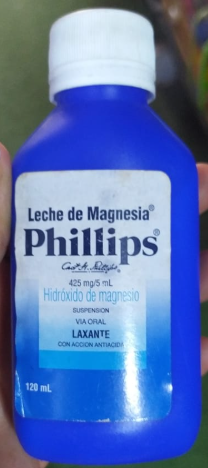 Leche de Magnesia®
Phillips®
425 mg/5 mL
Hidróxido de magnesio
SUSPENSION
VIA ORAL
LAXANTE
CON ACCION ANTIACIDA
120 mL